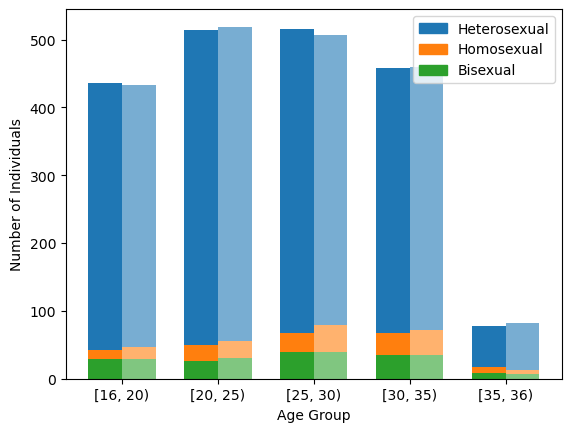 Heterosexual
Homosexual
Bisexual
Number of Individuals
500
400
300
200
100
0
[16, 20)
[20, 25)
[25, 30)
[30, 35)
[35, 36)
Age Group